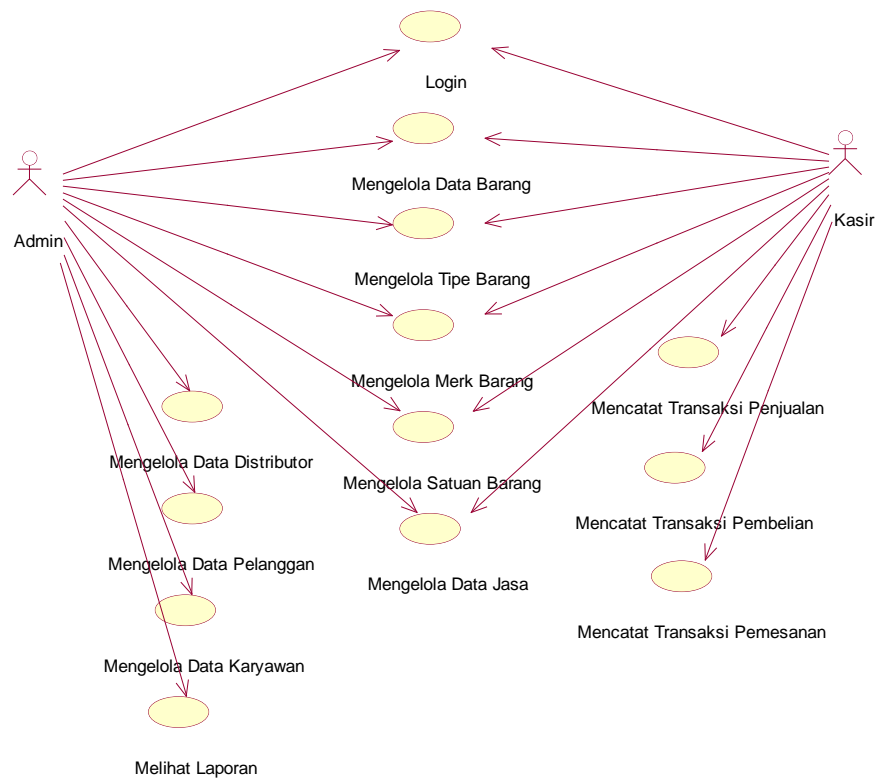 Login
Mengelola Data Barang
Kasir
Admin
Mengelola Tipe Barang
Mengelola Merk Barang
Mencatat Transaksi Penjualan
Mengelola Data Distributor
Mengelola Satuan Barang
Mencatat Transaksi Pembelian
Mengelola Data Pelanggan
Mengelola Data Jasa
Mencatat Transaksi Pemesanan
Mengelola Data Karyawan
Melihat Laporan